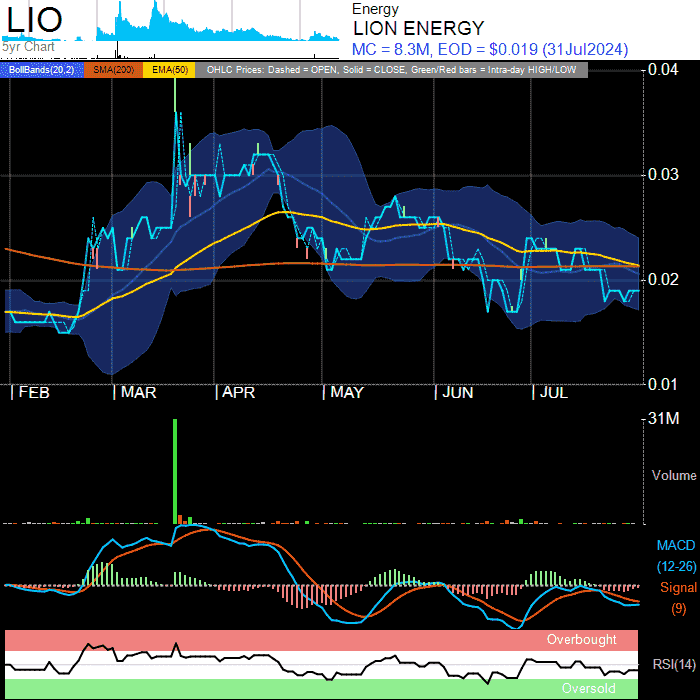 LIO
5yr Chart
Energy
LION ENERGY
MC = 8.3M, EOD = $0.019 (31Jul2024)
BollBands(20,2) SMA(200) EMA(50) OHLC Prices: Dashed = OPEN, Solid = CLOSE, Green/Red bars = Intra-day HIGH/LOW
0.04
0.03
0.02
0.01
FEB MAR APR MAY JUN JUL
31M
Volume
MACD
(12-26)
Signal
(9)
Overbought
RSI(14)
Oversold